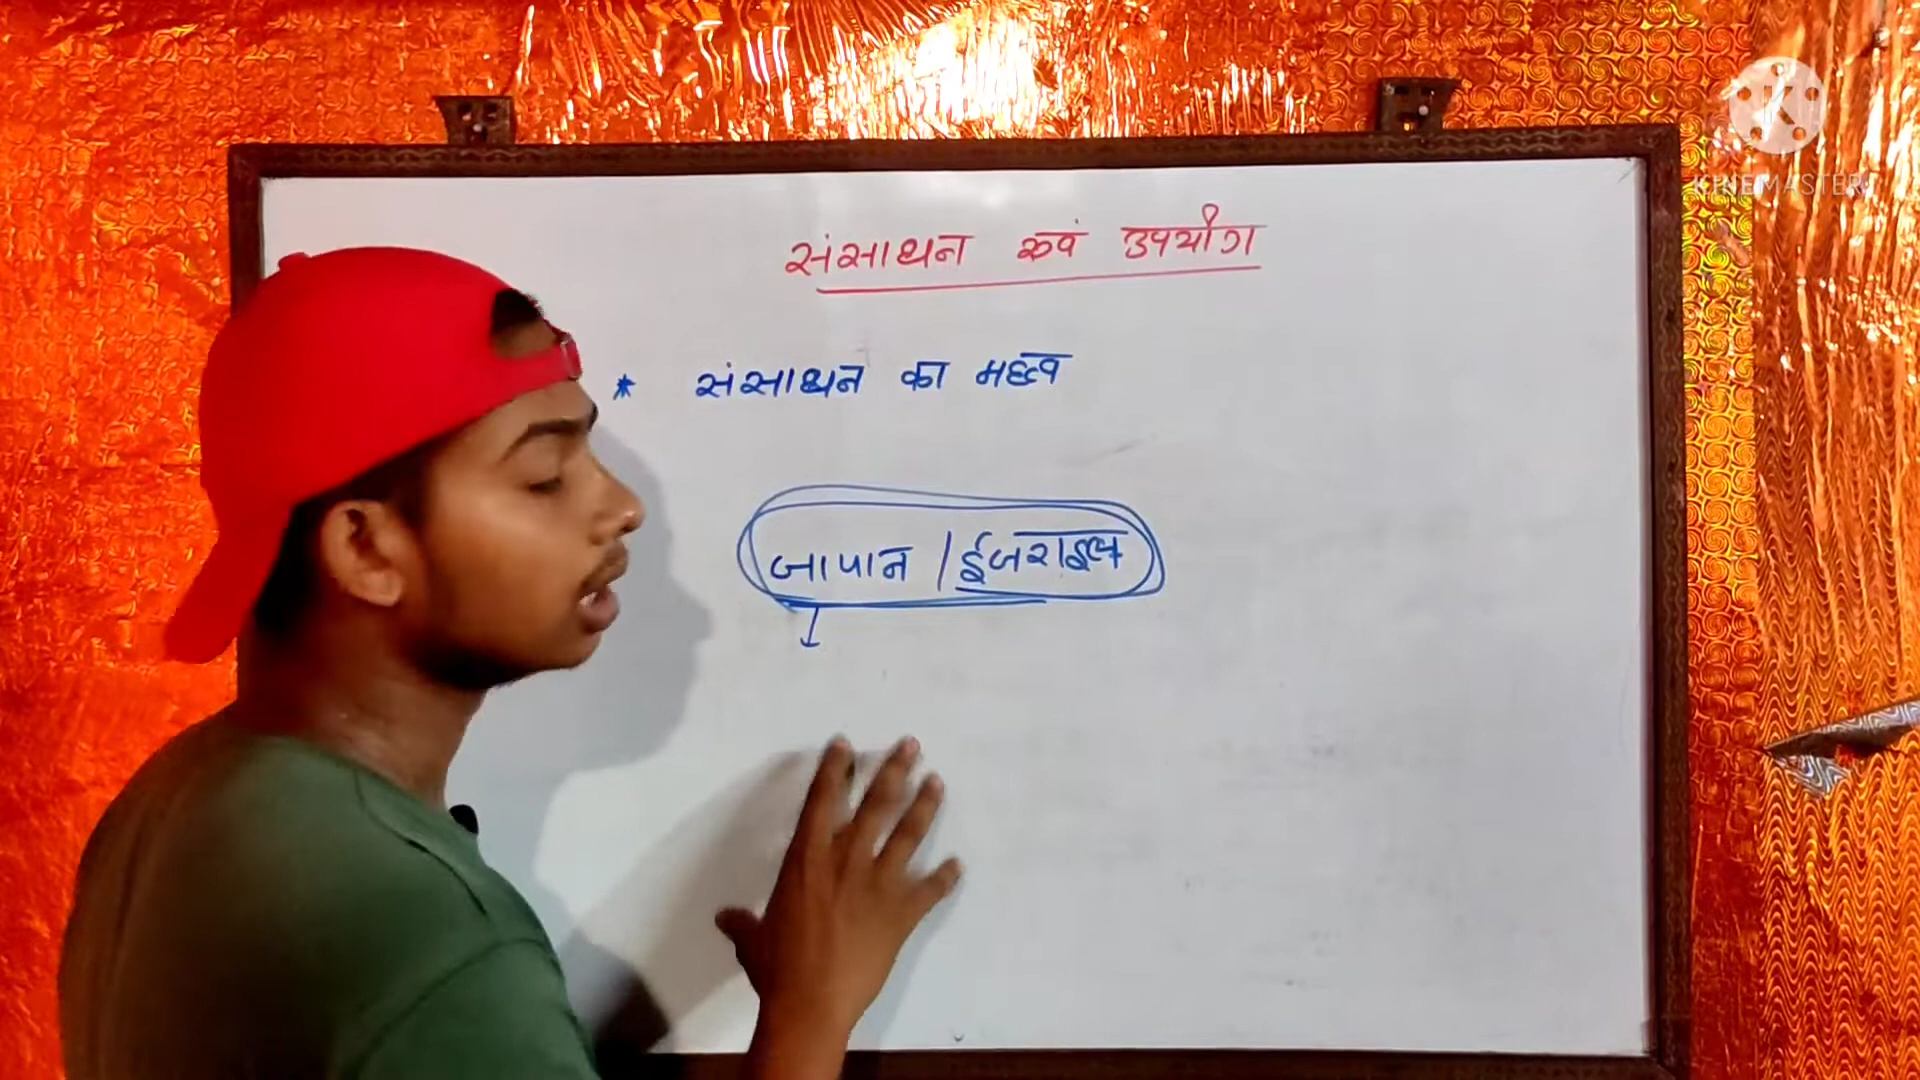 संसाधन एवं उपयोग
KINEMASTER
* संसाधन का महत्व
जापान / ईजराइल